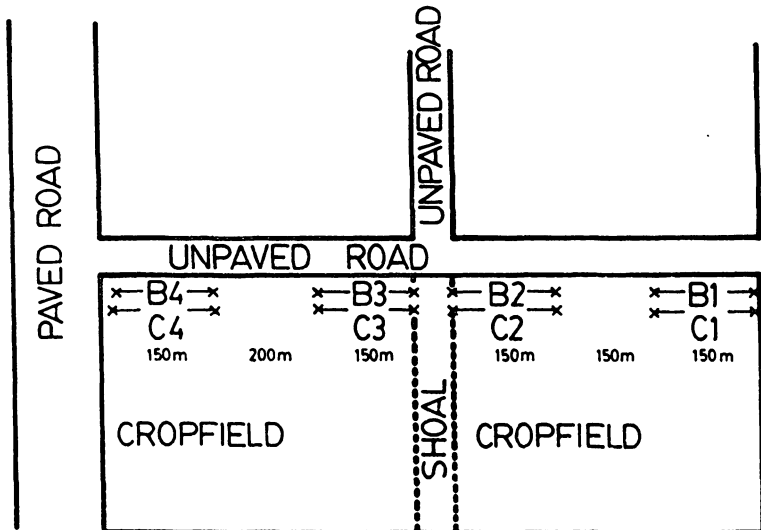 PAVED ROAD
UNPAVED ROAD
UNPAVED ROAD
B4 B3 B2 B1
C4 C3 C2 C1
150m 200m 150m 150m 150m 150m
CROPFIELD SHOAL CROPFIELD